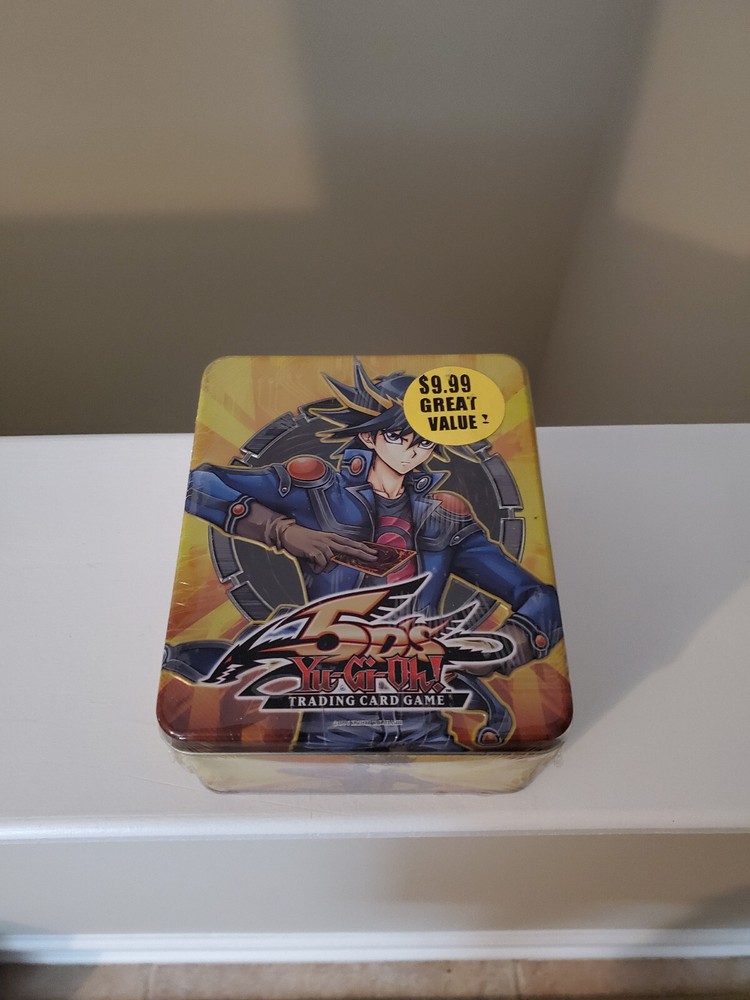 $9.99
GREAT
VALUE!
5D's
Yu-Gi-Oh!
TRADING CARD GAME